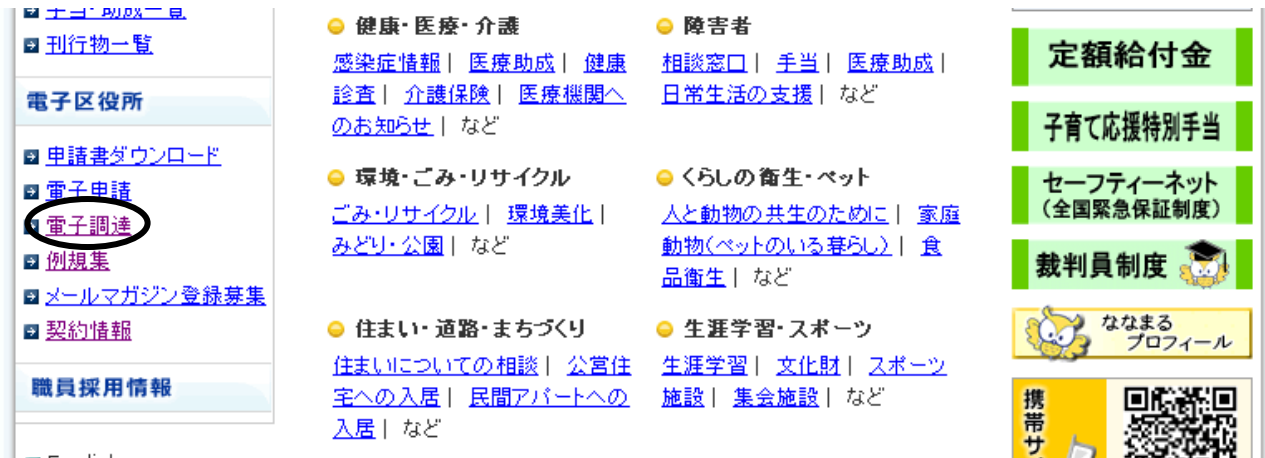 手当・助成一覧
刊行物一覧
電子区役所
申請書ダウンロード
電子申請
電子調達
例規集
メールマガジン登録募集
契約情報
職員採用情報
English
健康・医療・介護
感染症情報| 医療助成| 健康
診査| 介護保険| 医療機関へ
のお知らせ| など
障害者
相談窓口| 手当| 医療助成|
日常生活の支援| など
環境・ごみ・リサイクル
ごみ・リサイクル| 環境美化|
みどり・公園| など
くらしの衛生・ペット
人と動物の共生のために| 家庭
動物(ペットのいる暮らし)| 食
品衛生| など
住まい・道路・まちづくり
住まいについての相談| 公営住
宅への入居| 民間アパートへの
入居| など
生涯学習・スポーツ
生涯学習| 文化財| スポーツ
施設| 集会施設| など
定額給付金
子育て応援特別手当
セーフティーネット
(全国緊急保証制度)
裁判員制度
ななまる
プロフィール
携帯サ